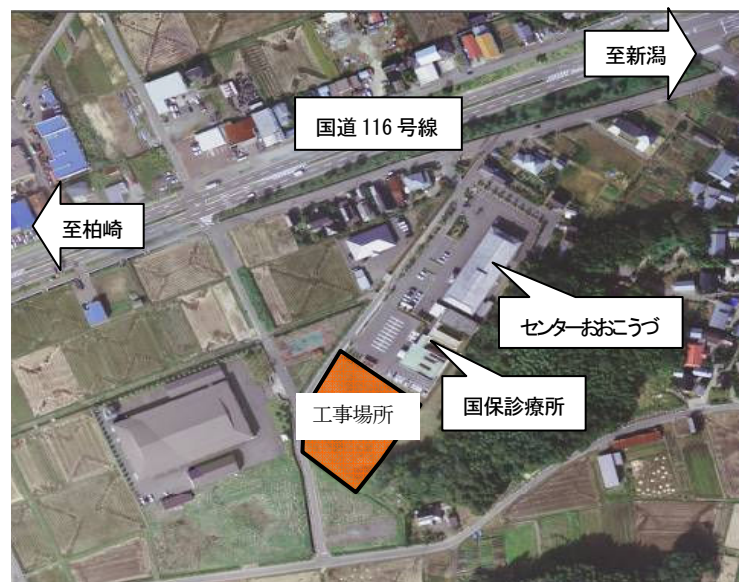 至新潟
国道 116 号線
至柏崎
センターおおこうづ
国保診療所
工事場所